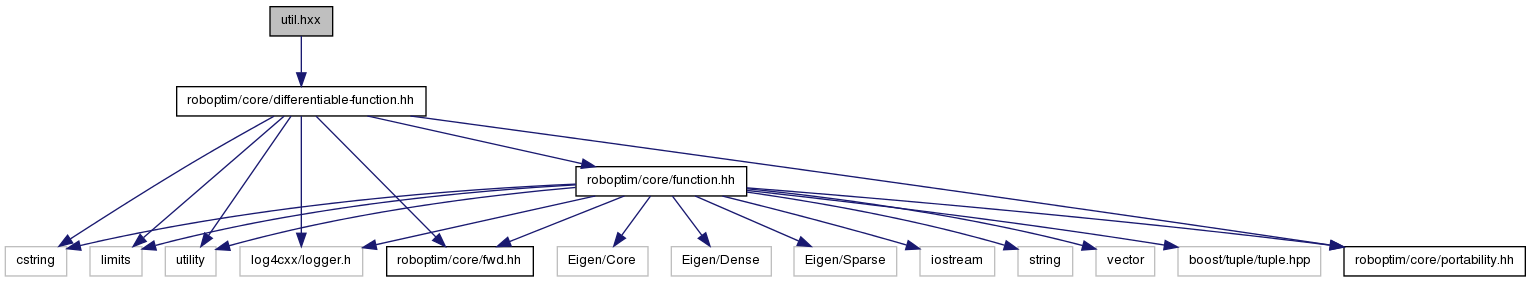 util.hxx
roboptim/core/differentiable-function.hh
roboptim/core/function.hh
cstring
limits
utility
log4cxx/logger.h
roboptim/core/fwd.hh
Eigen/Core
Eigen/Dense
Eigen/Sparse
iostream
string
vector
boost/tuple/tuple.hpp
roboptim/core/portability.hh